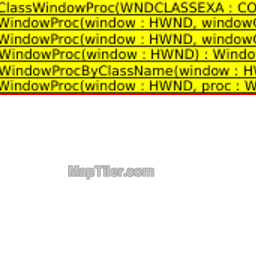 ClassWindowProc(WNDCLASSEXA : CO
WindowProc(window : HWND, window
WindowProc(window : HWND, window
WindowProc(window : HWND) : Windo
WindowProcByClassName(window : H
WindowProc(window : HWND, proc : W
MapTiler.com